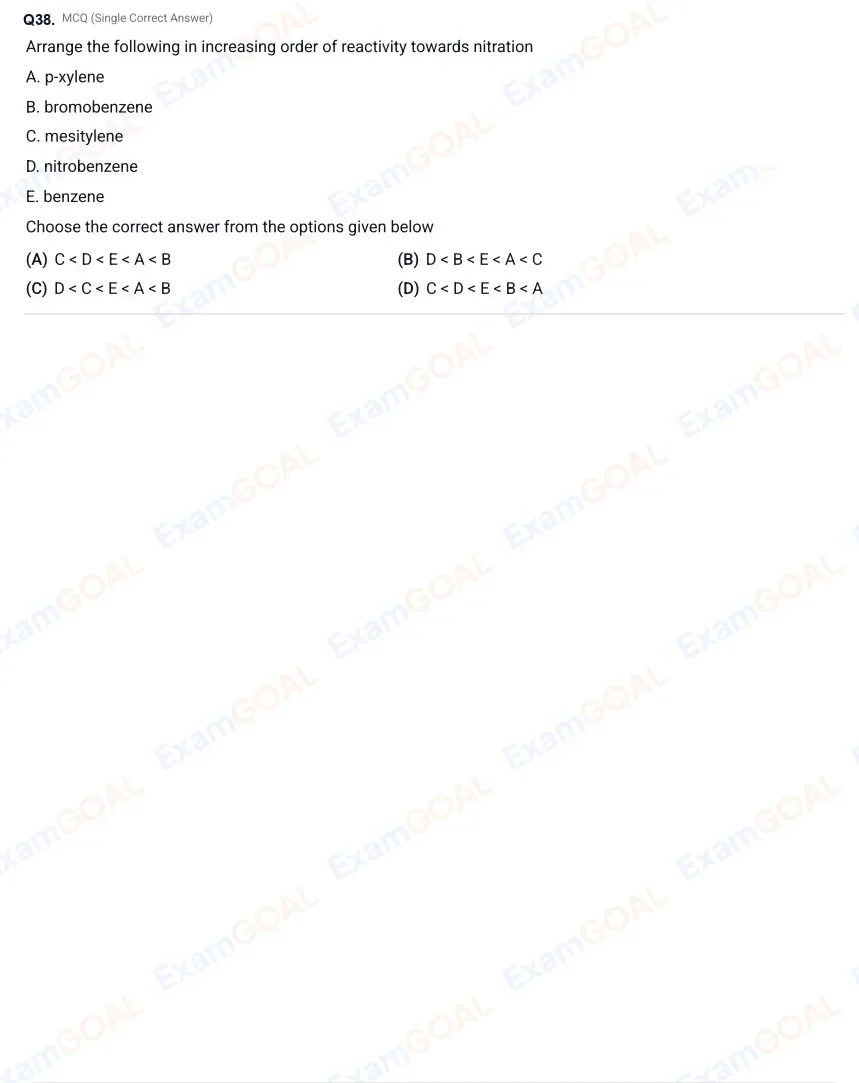 Q38. MCQ (Single Correct Answer)
Arrange the following in increasing order of reactivity towards nitration
A. p-xylene
B. bromobenzene
C. mesitylene
D. nitrobenzene
E. benzene
Choose the correct answer from the options given below
(A) C < D < E < A < B
(B) D < B < E < A < C
(C) D < C < E < A < B
(D) C < D < E < B < A
ExamGOAL